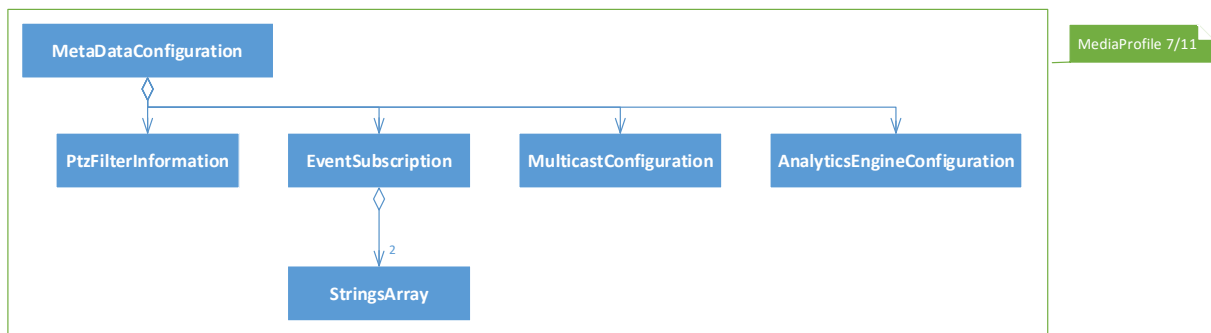 MetaDataConfiguration
MediaProfile 7/11
PtzFilterInformation
EventSubscription
MulticastConfiguration
AnalyticsEngineConfiguration
2
StringsArray